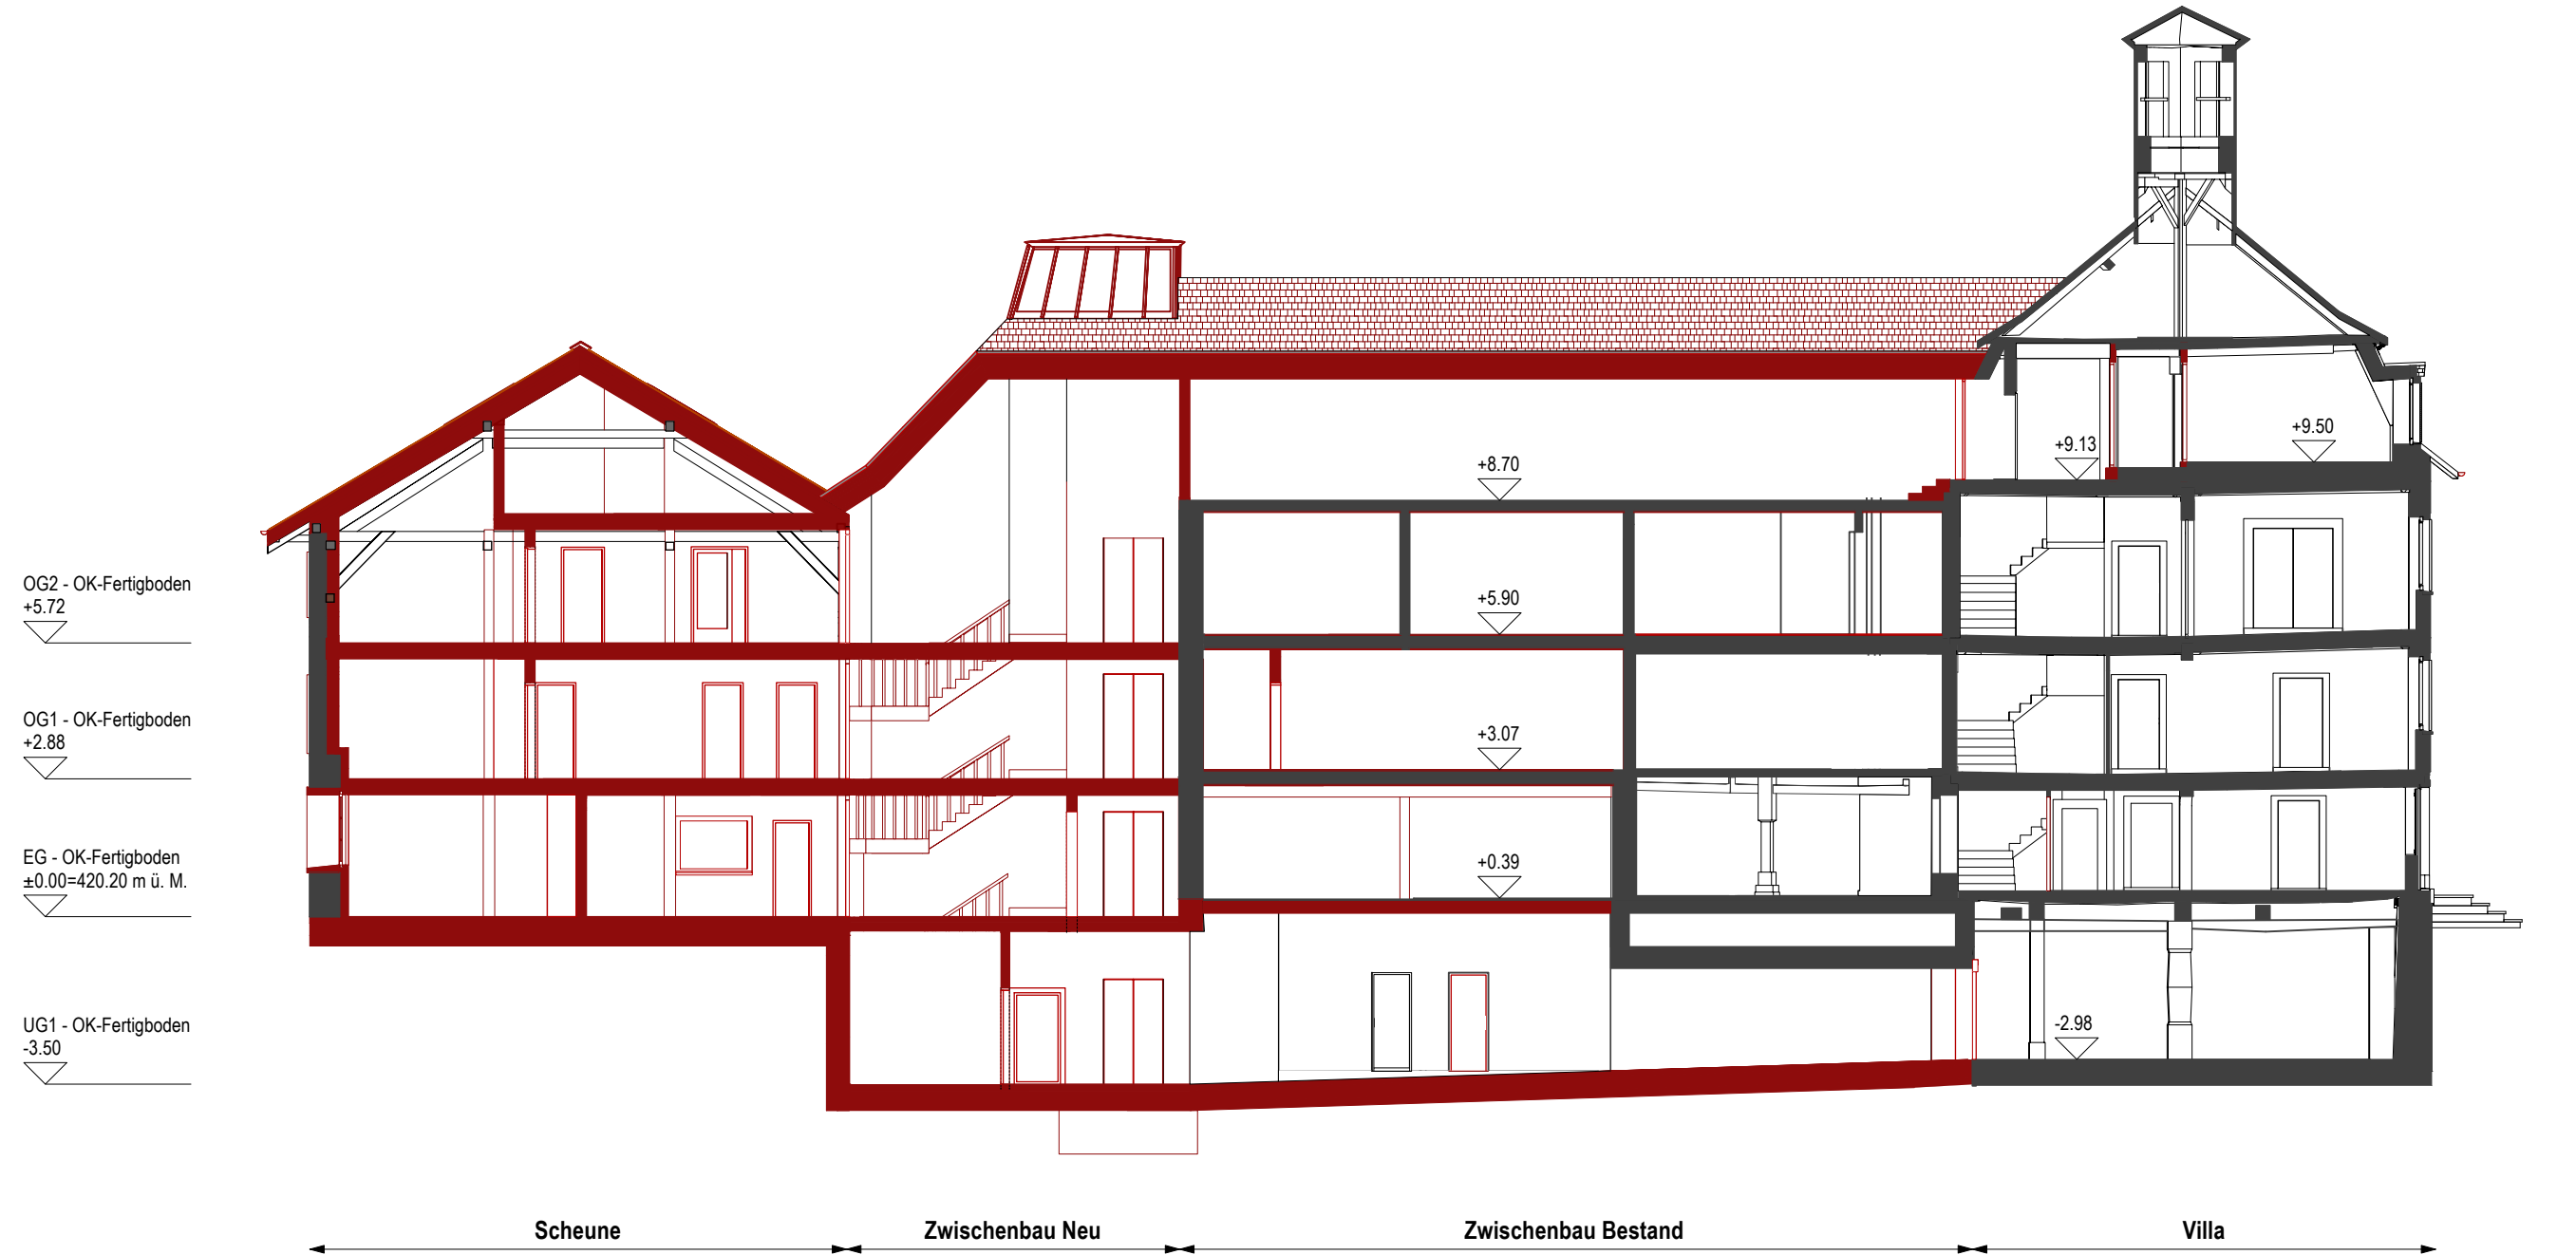 +9.50
+9.13
+8.70
OG2 - OK-Fertigboden
+5.72
+5.90
OG1 - OK-Fertigboden
+2.88
+3.07
EG - OK-Fertigboden
±0.00=420.20 m ü. M.
+0.39
UG1 - OK-Fertigboden
-3.50
-2.98
Scheune
Zwischenbau Neu
Zwischenbau Bestand
Villa